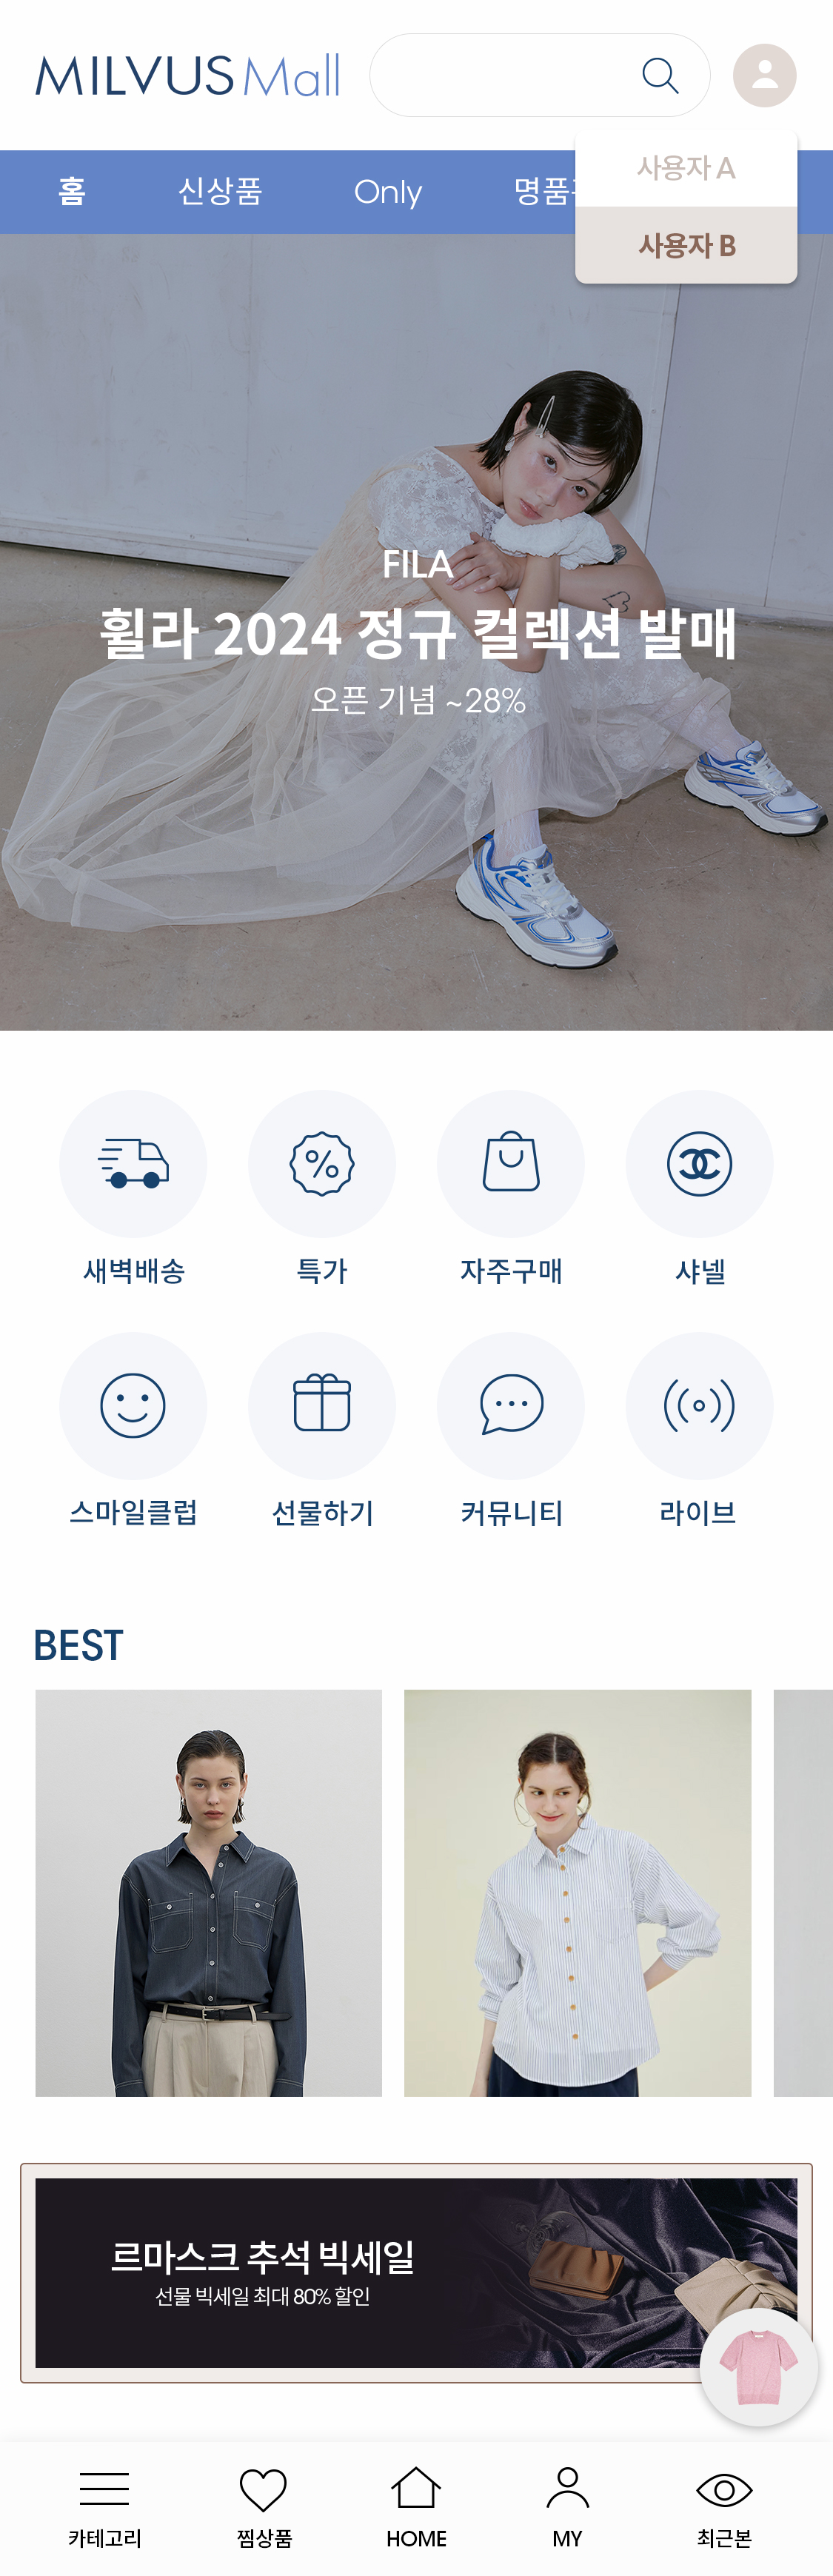 MILVUS Mall
사용자 A
사용자 B
홈 신상품 Only
FILA
휠라 2024 정규 컬렉션 발매
오픈 기념 ~28%
새벽배송 특가 자주구매 샤넬
스마일클럽 선물하기 커뮤니티 라이브
BEST
르마스크 추석 빅세일
선물 빅세일 최대 80% 할인
카테고리 찜상품 HOME MY 최근본